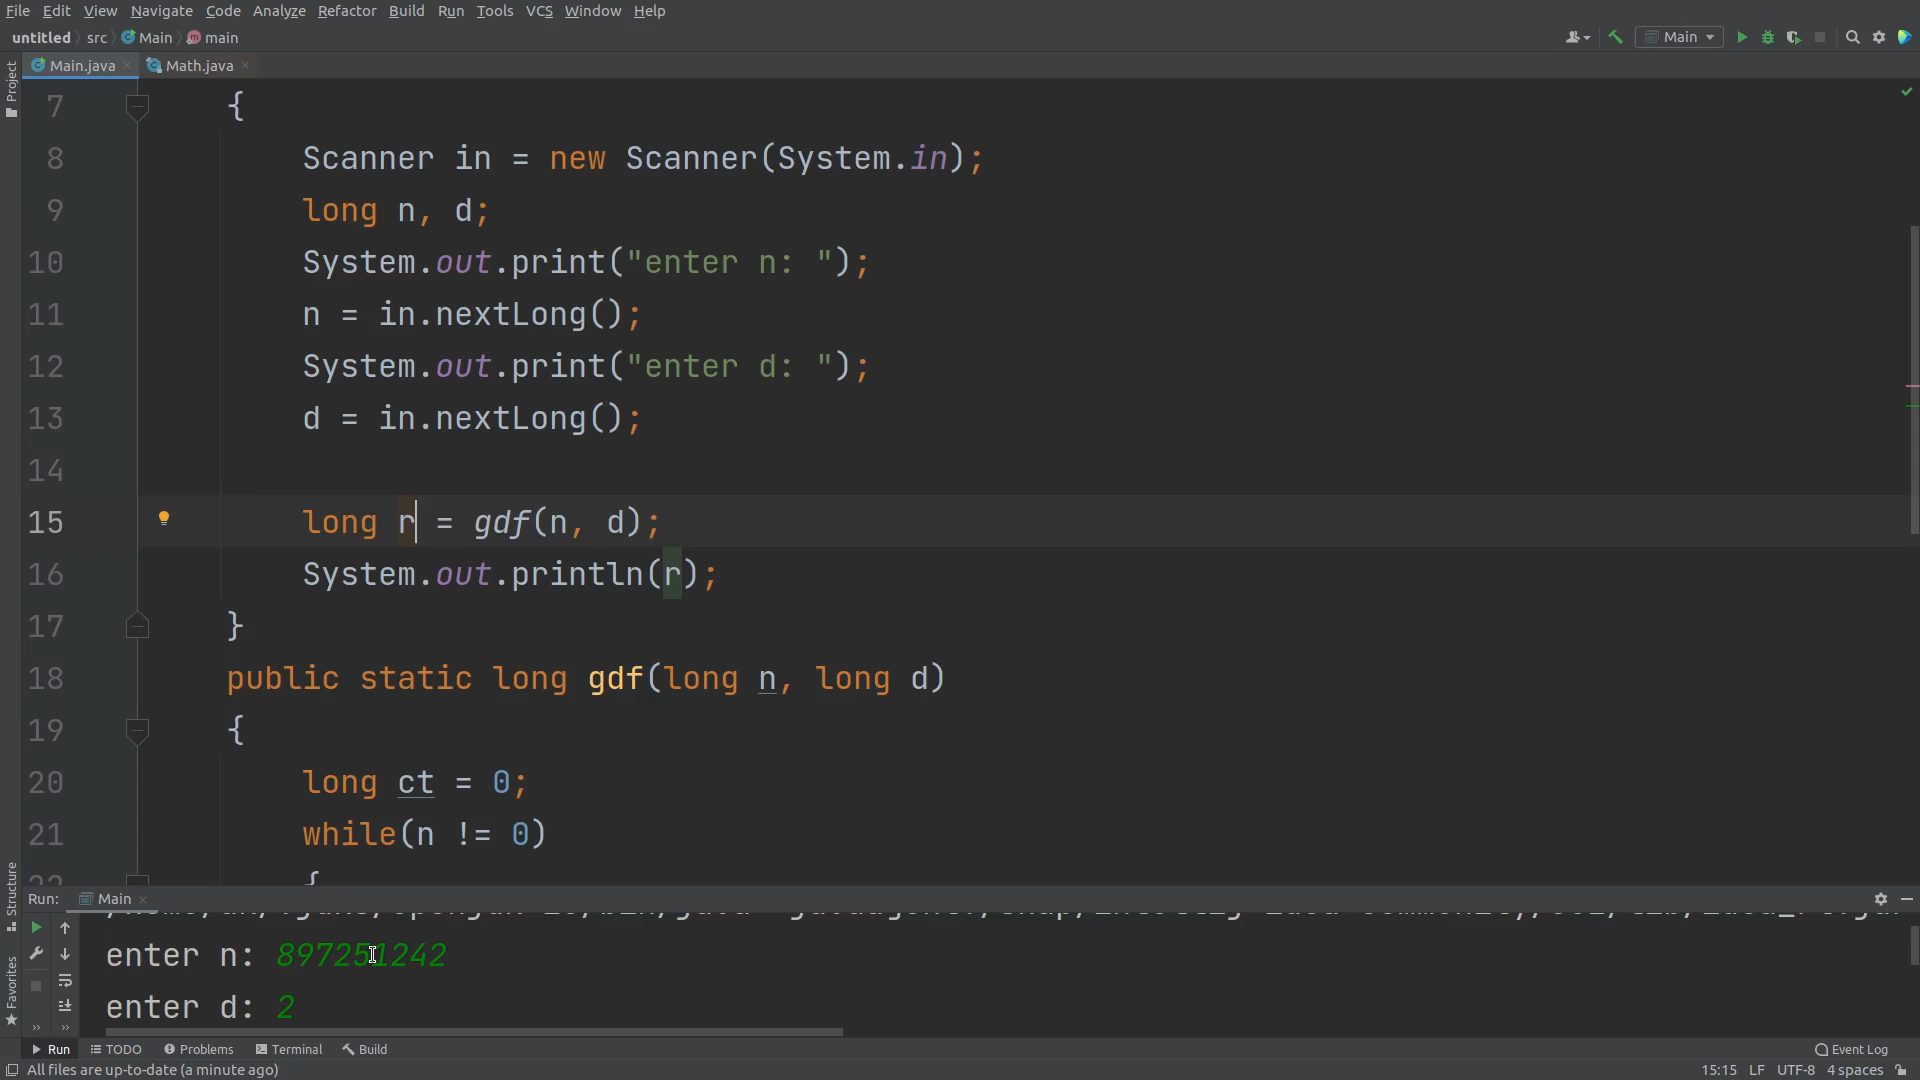 File Edit View Navigate Code Analyze Refactor Build Run Tools VCS Window Help
untitled src Main main
Main
Main.java Math.java
Project
7 {
8 Scanner in = new Scanner(System.in);
9 long n, d;
10 System.out.print("enter n: ");
11 n = in.nextLong();
12 System.out.print("enter d: ");
13 d = in.nextLong();
14
15 long r = gdf(n, d);
16 System.out.println(r);
17 }
18 public static long gdf(long n, long d)
19 {
20 long ct = 0;
21 while(n != 0)
22 {
Structure
Favorites
Run: Main
enter n: 897251242
enter d: 2
Run TODO Problems Terminal Build Event Log
All files are up-to-date (a minute ago) 15:15 LF UTF-8 4 spaces